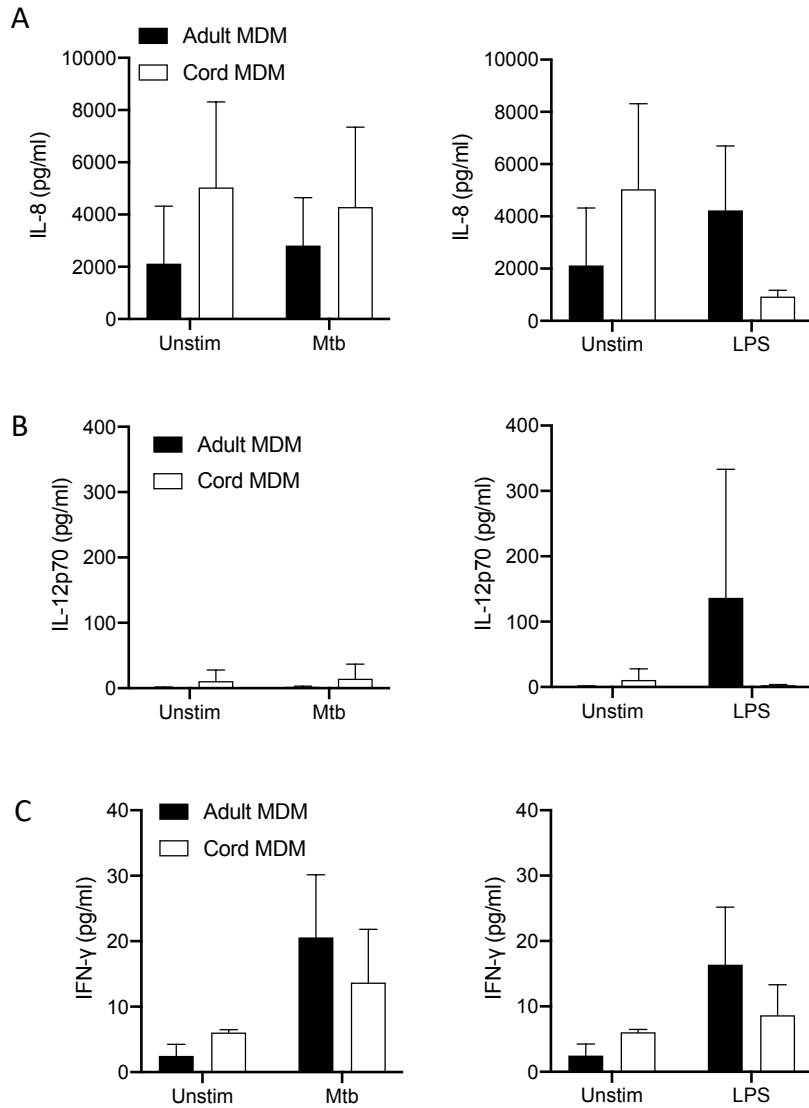 A
Adult MDM
Cord MDM
IL-8 (pg/ml)
10000
8000
6000
4000
2000
0
Unstim Mtb
IL-8 (pg/ml)
10000
8000
6000
4000
2000
0
Unstim LPS
B
Adult MDM
Cord MDM
IL-12p70 (pg/ml)
400
300
200
100
0
Unstim Mtb
IL-12p70 (pg/ml)
400
300
200
100
0
Unstim LPS
C
Adult MDM
Cord MDM
IFN-γ (pg/ml)
40
30
20
10
0
Unstim Mtb
IFN-γ (pg/ml)
40
30
20
10
0
Unstim LPS